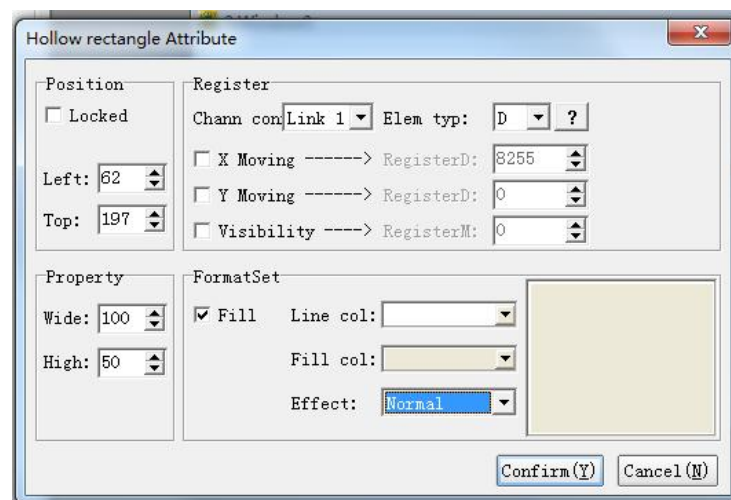 Hollow rectangle Attribute
Position
Locked
Left: 62
Top: 197
Register
Chann con Link 1 Elem typ: D ?
X Moving ------> RegisterD: 8255
Y Moving ------> RegisterD: 0
Visibility ----> RegisterM: 0
Property
Wide: 100
High: 50
FormatSet
Fill Line col:
Fill col:
Effect: Normal
Confirm(Y) Cancel(N)